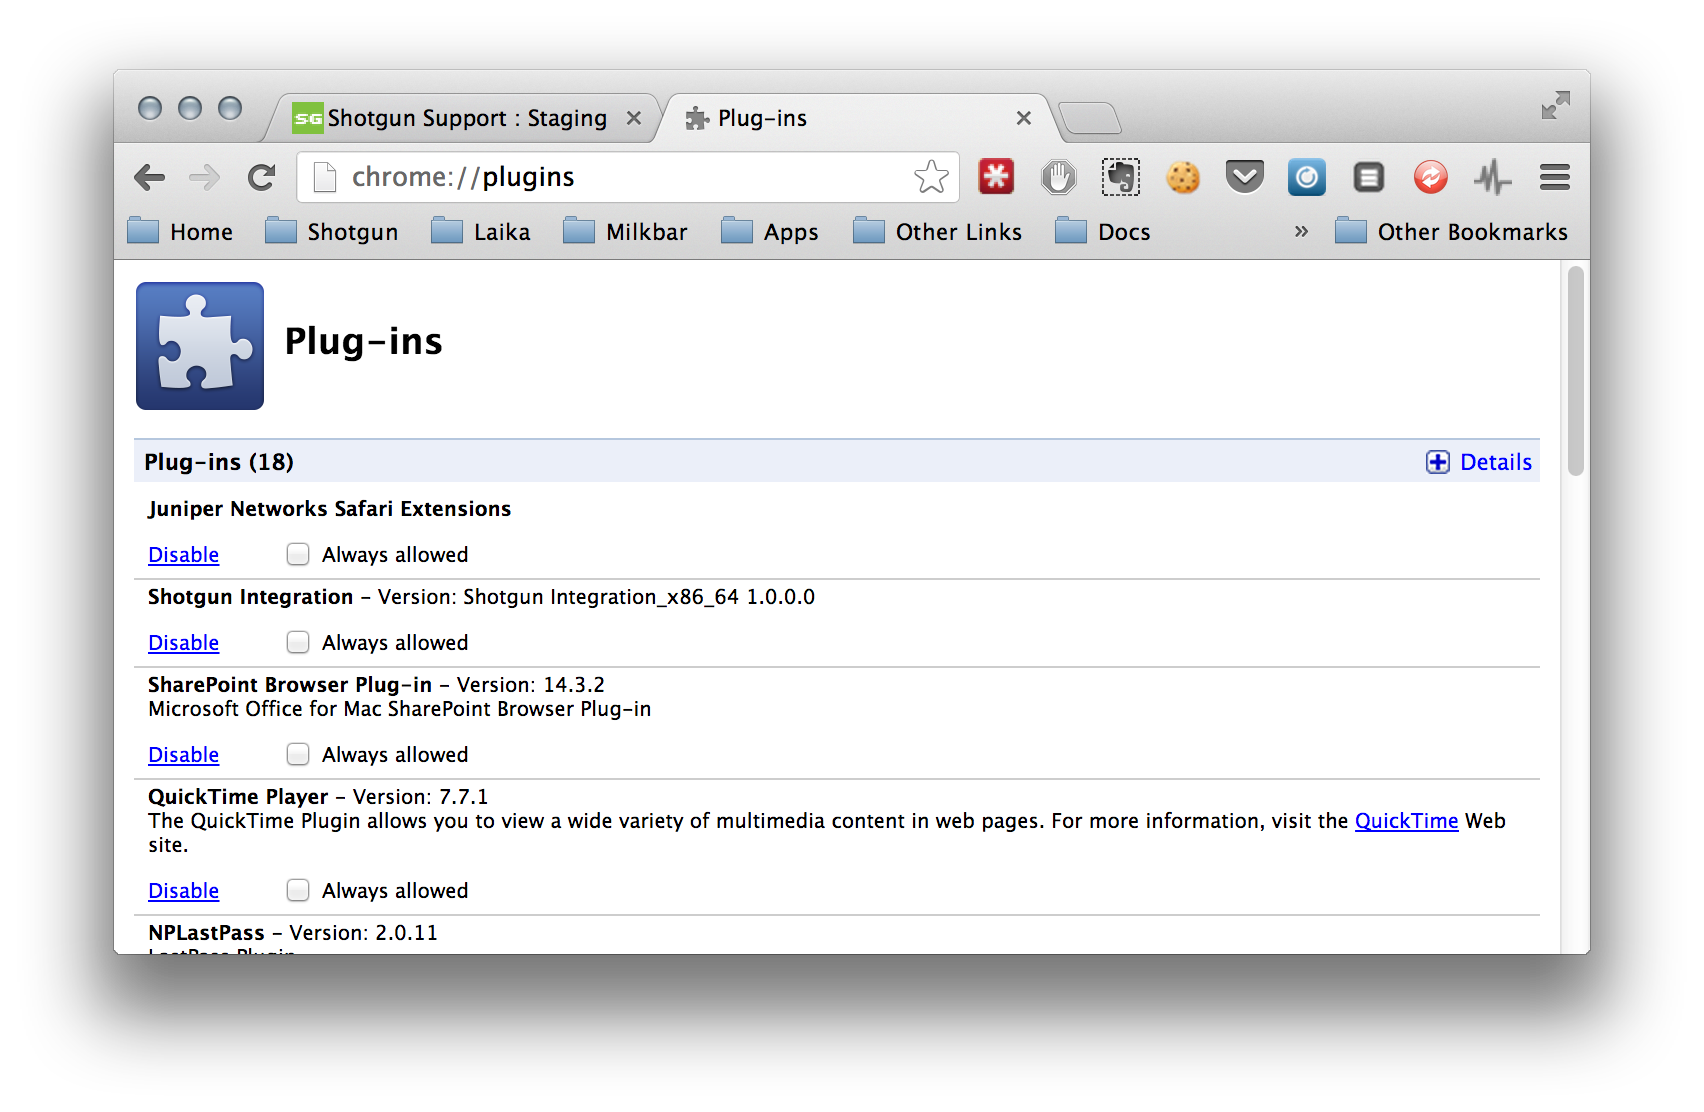 SG Shotgun Support : Staging
Plug-ins
chrome://plugins
Home Shotgun Laika Milkbar Apps Other Links Docs » Other Bookmarks
Plug-ins
Plug-ins (18) Details
Juniper Networks Safari Extensions
Disable Always allowed
Shotgun Integration – Version: Shotgun Integration_x86_64 1.0.0.0
Disable Always allowed
SharePoint Browser Plug-in – Version: 14.3.2
Microsoft Office for Mac SharePoint Browser Plug-in
Disable Always allowed
QuickTime Player – Version: 7.7.1
The QuickTime Plugin allows you to view a wide variety of multimedia content in web pages. For more information, visit the QuickTime Web
site.
Disable Always allowed
NPLastPass – Version: 2.0.11
LastPass Plugin